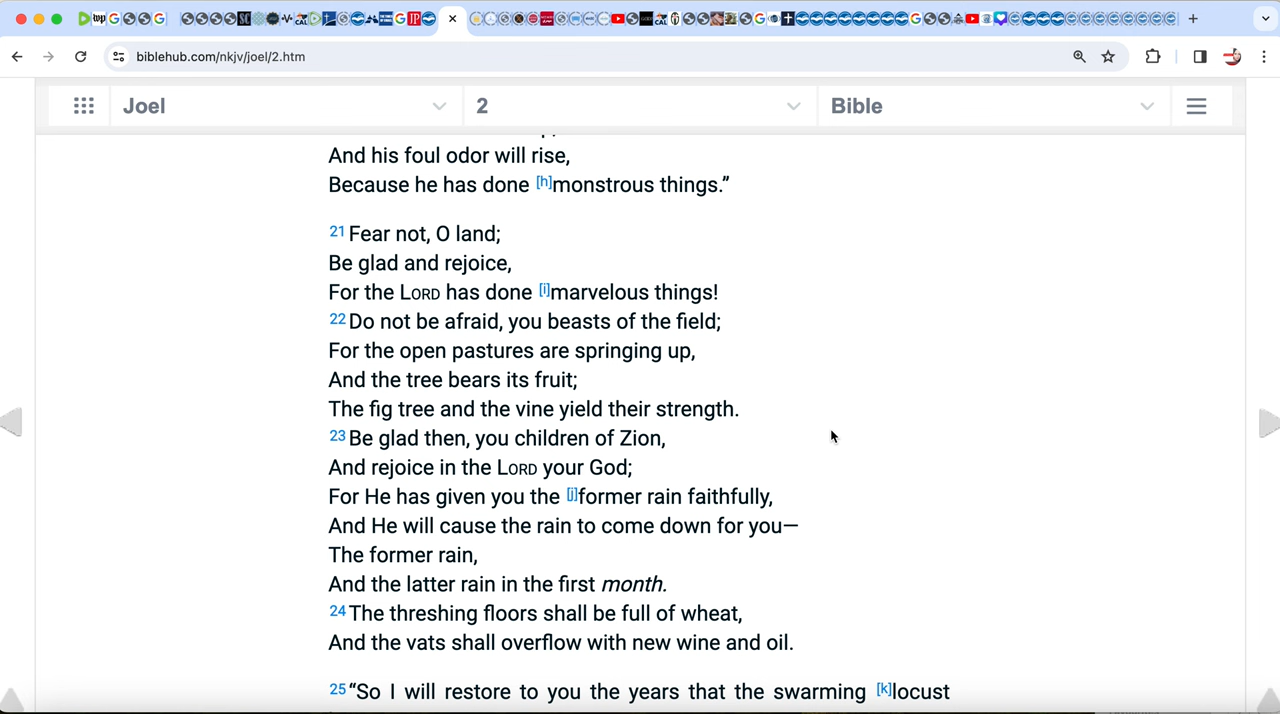 biblehub.com/nkjv/joel/2.htm
Joel 2 Bible
And his foul odor will rise,
Because he has done [h]monstrous things.”
21 Fear not, O land;
Be glad and rejoice,
For the LORD has done [i]marvelous things!
22 Do not be afraid, you beasts of the field;
For the open pastures are springing up,
And the tree bears its fruit;
The fig tree and the vine yield their strength.
23 Be glad then, you children of Zion,
And rejoice in the LORD your God;
For He has given you the [j]former rain faithfully,
And He will cause the rain to come down for you—
The former rain,
And the latter rain in the first month.
24 The threshing floors shall be full of wheat,
And the vats shall overflow with new wine and oil.
25 “So I will restore to you the years that the swarming [k]locust